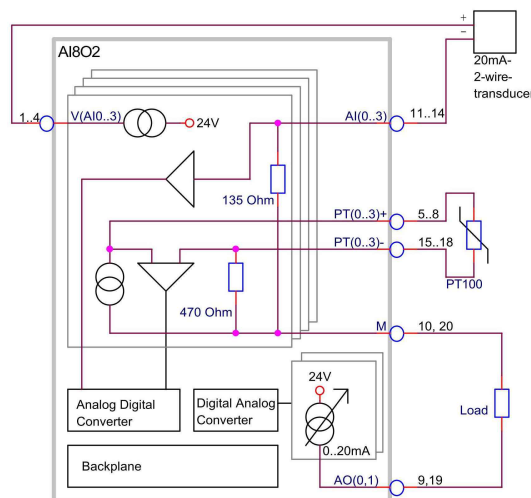 +
−
20mA-
2-wire-
transducer
AI8O2
1..4
V(AI0..3)
24V
AI(0..3)
11..14
135 Ohm
PT(0..3)+
5..8
PT(0..3)-
15..18
PT100
470 Ohm
M
10, 20
24V
Analog Digital
Converter
Digital Analog
Converter
Load
0..20mA
Backplane
AO(0,1)
9,19